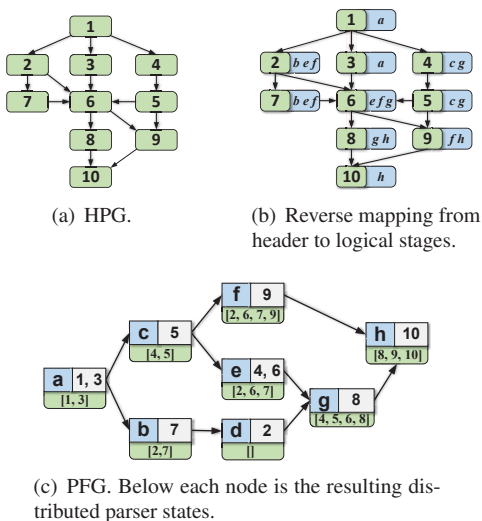 1
2 3 4
7 6 5
8 9
10
(a) HPG.
1 a
2 b e f 3 a 4 c g
7 b e f 6 e f g 5 c g
8 g h 9 f h
10 h
(b) Reverse mapping from
header to logical stages.
f 9
[2, 6, 7, 9]
c 5
[4, 5]
h 10
[8, 9, 10]
a 1, 3
[1, 3]
e 4, 6
[2, 6, 7]
g 8
[4, 5, 6, 8]
b 7
[2,7]
d 2
[]
(c) PFG. Below each node is the resulting dis-
tributed parser states.